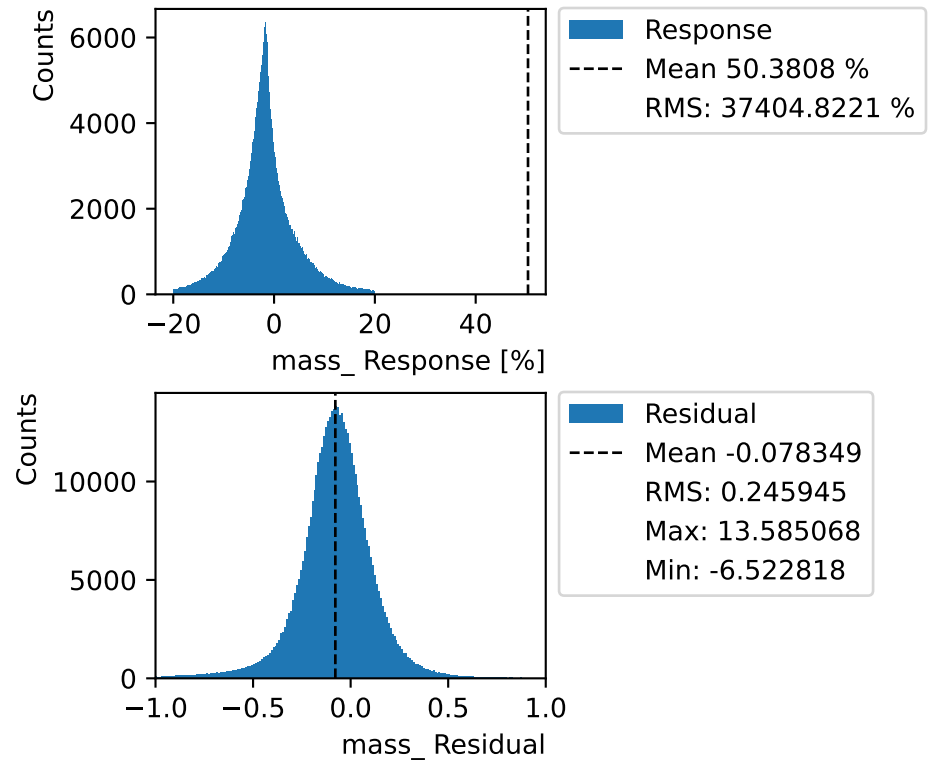 Counts
6000
4000
2000
0
−20
0
20
40
mass_ Response [%]
Response
Mean 50.3808 %
RMS: 37404.8221 %
Counts
10000
5000
0
−1.0
−0.5
0.0
0.5
1.0
mass_ Residual
Residual
Mean -0.078349
RMS: 0.245945
Max: 13.585068
Min: -6.522818